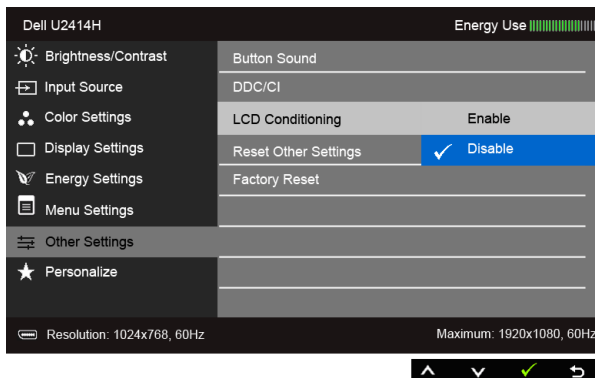 Dell U2414H Energy Use
Brightness/Contrast Button Sound
Input Source DDC/CI
Color Settings LCD Conditioning Enable
Display Settings Reset Other Settings Disable
Energy Settings Factory Reset
Menu Settings
Other Settings
Personalize
Resolution: 1024x768, 60Hz Maximum: 1920x1080, 60Hz